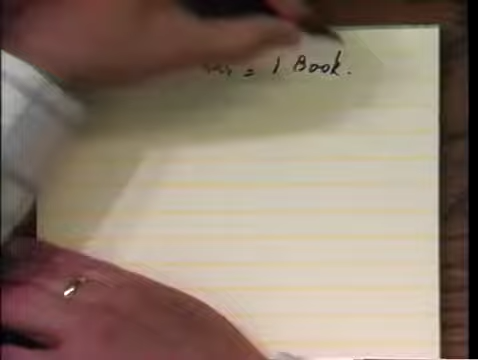 = 1 Book.